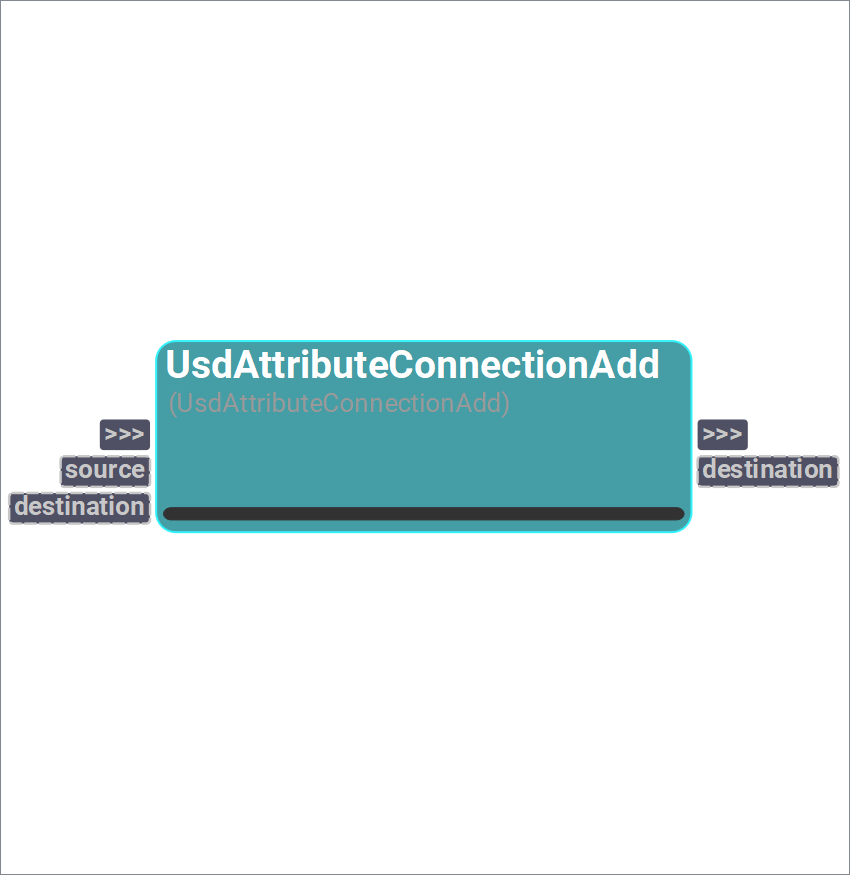 UsdAttributeConnectionAdd
(UsdAttributeConnectionAdd)
>>>
source
destination
>>>
destination